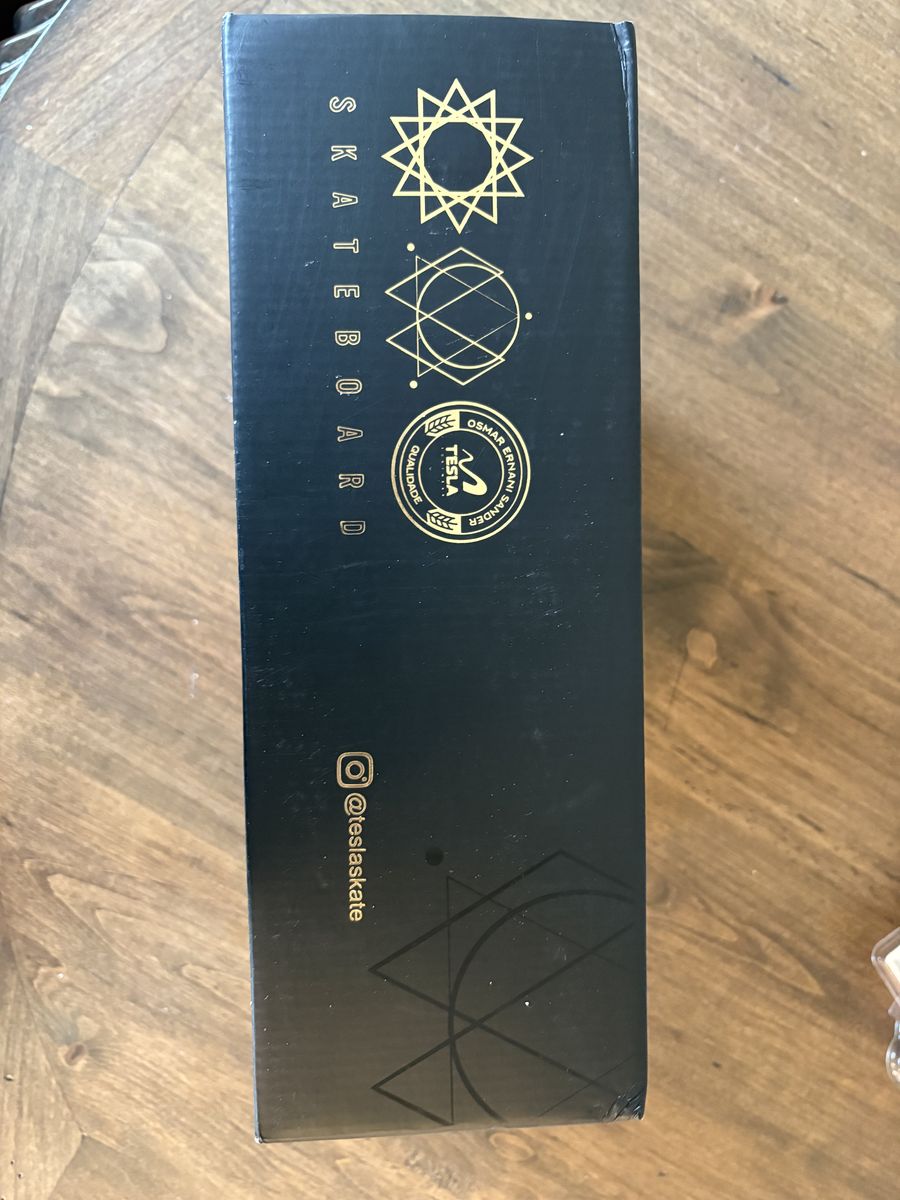 OSMAR ERNANI SANDER
TESLA
QUALIDADE
SKATEBOARD
@teslaskate